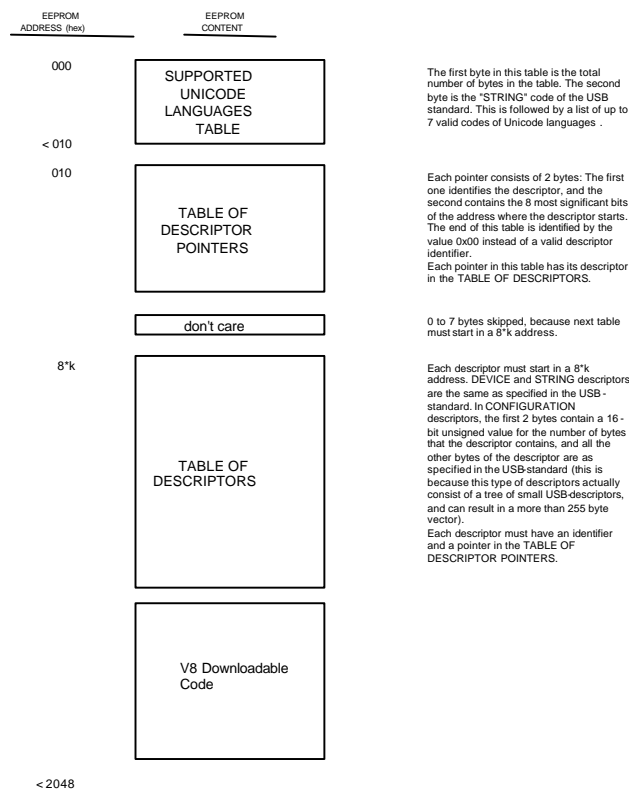 EEPROM
ADDRESS (hex)
EEPROM
CONTENT
000
SUPPORTED
UNICODE
LANGUAGES
TABLE
< 010
The first byte in this table is the total
number of bytes in the table. The second
byte is the "STRING" code of the USB
standard. This is followed by a list of up to
7 valid codes of Unicode languages .
010
TABLE OF
DESCRIPTOR
POINTERS
Each pointer consists of 2 bytes: The first
one identifies the descriptor, and the
second contains the 8 most significant bits
of the address where the descriptor starts.
The end of this table is identified by the
value 0x00 instead of a valid descriptor
identifier.
Each pointer in this table has its descriptor
in the TABLE OF DESCRIPTORS.
don't care
0 to 7 bytes skipped, because next table
must start in a 8*k address.
8*k
TABLE OF
DESCRIPTORS
Each descriptor must start in a 8*k
address. DEVICE and STRING descriptors
are the same as specified in the USB -
standard. In CONFIGURATION
descriptors, the first 2 bytes contain a 16 -
bit unsigned value for the number of bytes
that the descriptor contains, and all the
other bytes of the descriptor are as
specified in the USB-standard (this is
because this type of descriptors actually
consist of a tree of small USB-descriptors,
and can result in a more than 255 byte
vector).
Each descriptor must have an identifier
and a pointer in the TABLE OF
DESCRIPTOR POINTERS.
V8 Downloadable
Code
< 2048